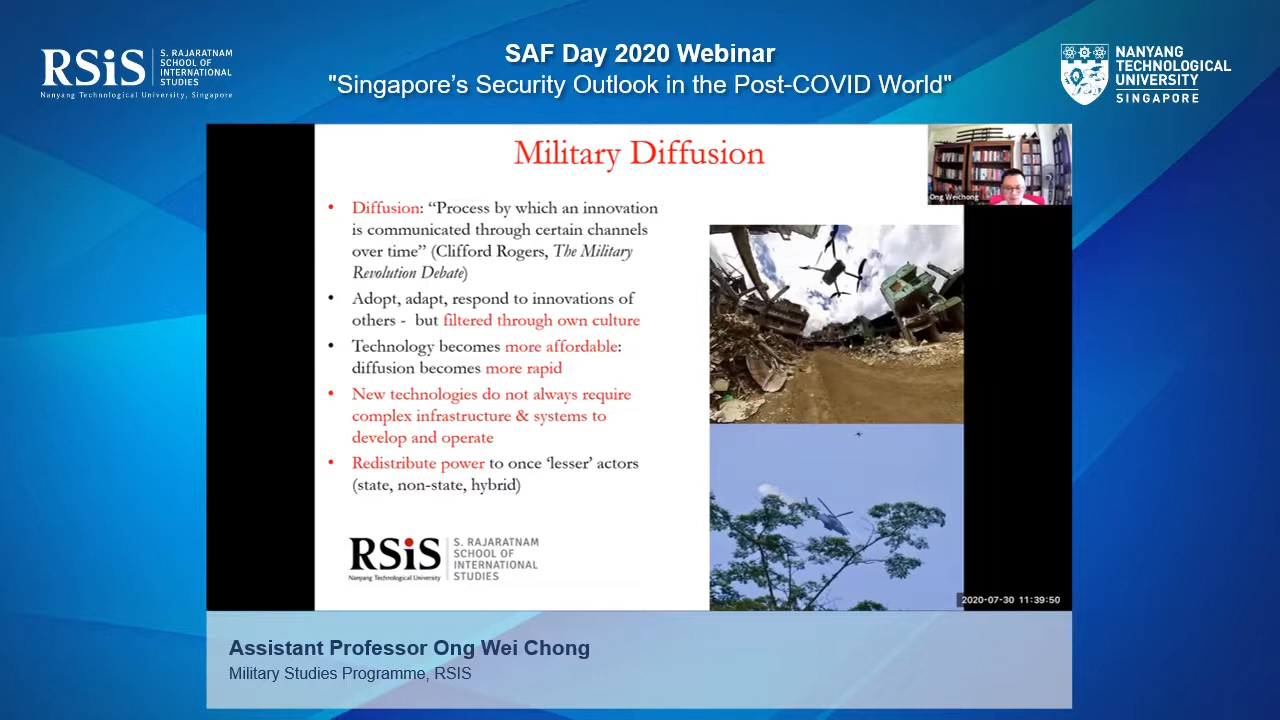 RSiS
S. RAJARATNAM
SCHOOL OF
INTERNATIONAL
STUDIES
Nanyang Technological University, Singapore
SAF Day 2020 Webinar
"Singapore’s Security Outlook in the Post-COVID World"
NANYANG
TECHNOLOGICAL
UNIVERSITY
SINGAPORE
Military Diffusion
Ong Weichong
• Diffusion: “Process by which an innovation
is communicated through certain channels
over time” (Clifford Rogers, The Military
Revolution Debate)
• Adopt, adapt, respond to innovations of
others - but filtered through own culture
• Technology becomes more affordable:
diffusion becomes more rapid
• New technologies do not always require
complex infrastructure & systems to
develop and operate
• Redistribute power to once ‘lesser’ actors
(state, non-state, hybrid)
RSiS
Nanyang Technological University
S. RAJARATNAM
SCHOOL OF
INTERNATIONAL
STUDIES
2020-07-30 11:39:50
Assistant Professor Ong Wei Chong
Military Studies Programme, RSIS